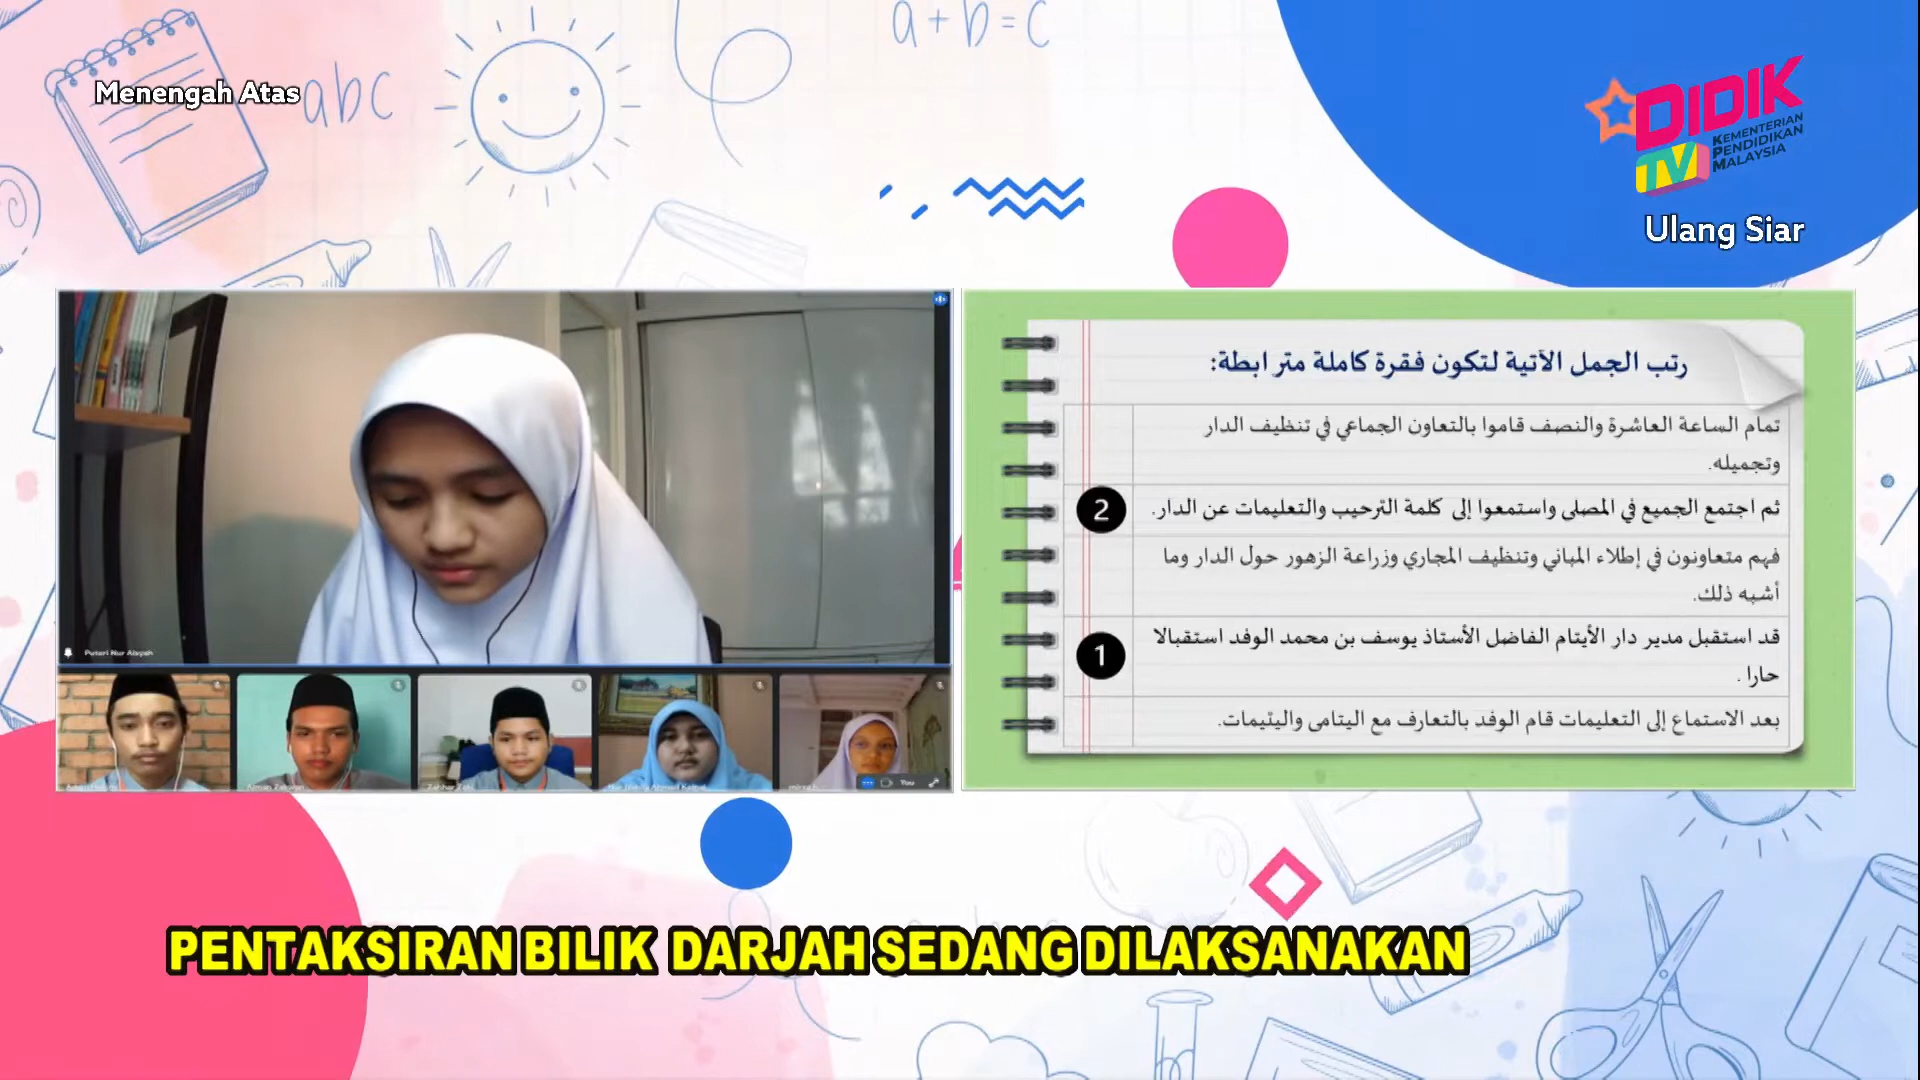 a+b=c
Menengah Atas
abc
DIDIK
TV
KEMENTERIAN
PENDIDIKAN
MALAYSIA
Ulang Siar
رتب الجمل الآتية لتكون فقرة كاملة مترابطة:
تمام الساعة العاشرة والنصف قاموا بالتعاون الجماعي في تنظيف الدار
وتجميله.
2
ثم اجتمع الجميع في المصلى واستمعوا إلى كلمة الترحيب والتعليمات عن الدار.
فهم متعاونون في إطلاء المباني وتنظيف المجاري وزراعة الزهور حول الدار وما
أشبه ذلك.
1
قد استقبل مدير دار الأيتام الفاضل الأستاذ يوسف بن محمد الوفد استقبالا
حارا .
بعد الاستماع إلى التعليمات قام الوفد بالتعارف مع اليتامى واليتيمات.
Puteri Nur Aisyah
You
PENTAKSIRAN BILIK DARJAH SEDANG DILAKSANAKAN